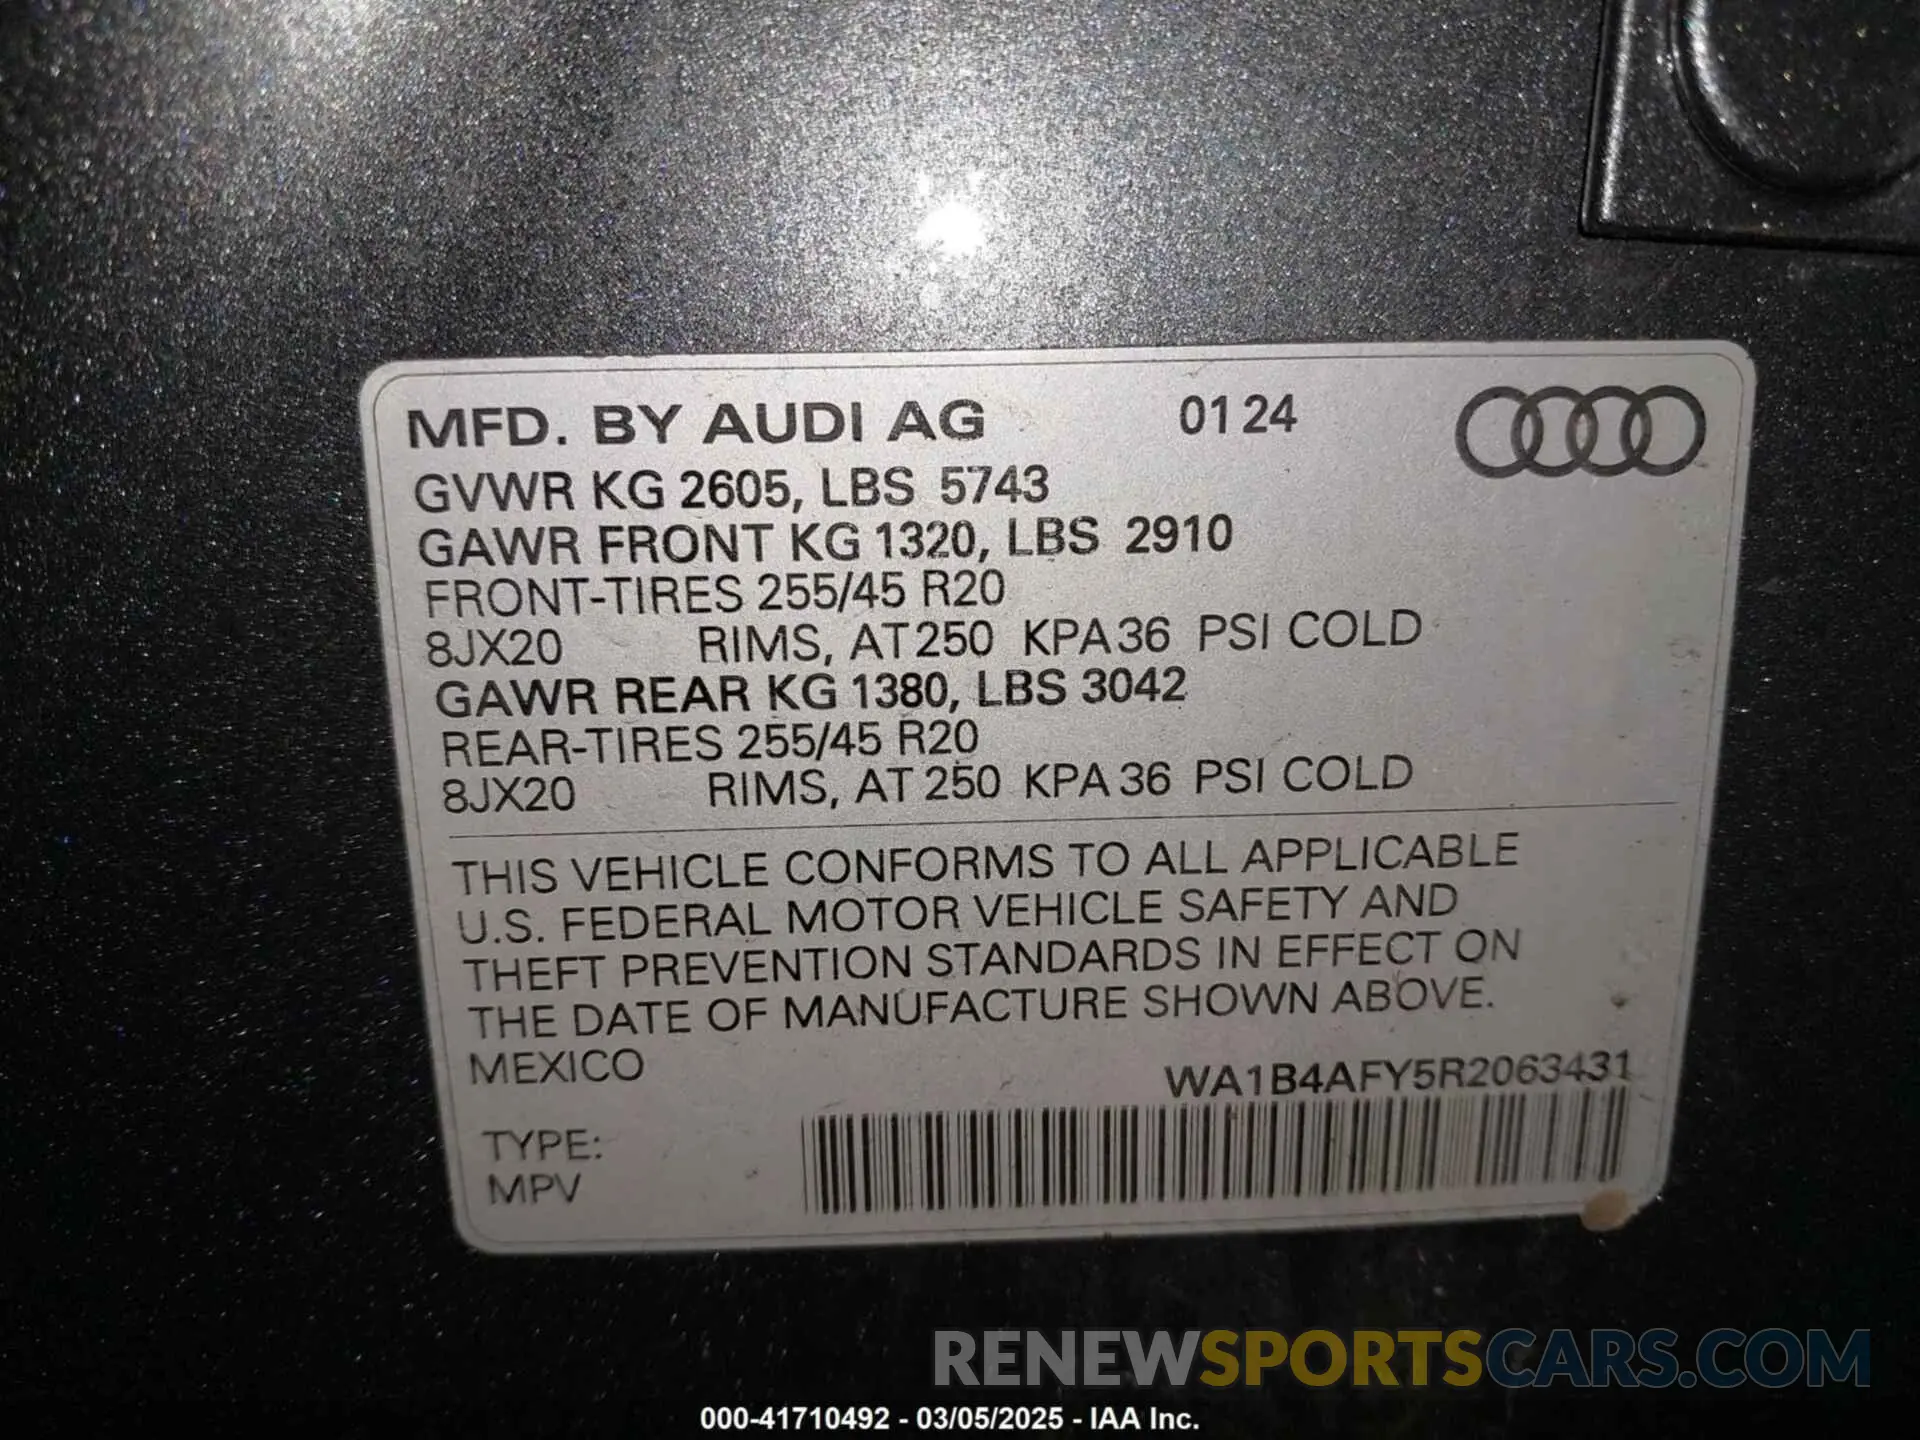 MFD. BY AUDI AG 01 24
GVWR KG 2605, LBS 5743
GAWR FRONT KG 1320, LBS 2910
FRONT-TIRES 255/45 R20
8JX20 RIMS, AT 250 KPA 36 PSI COLD
GAWR REAR KG 1380, LBS 3042
REAR-TIRES 255/45 R20
8JX20 RIMS, AT 250 KPA 36 PSI COLD
THIS VEHICLE CONFORMS TO ALL APPLICABLE
U.S. FEDERAL MOTOR VEHICLE SAFETY AND
THEFT PREVENTION STANDARDS IN EFFECT ON
THE DATE OF MANUFACTURE SHOWN ABOVE.
MEXICO
WA1B4AFY5R2063431
TYPE:
MPV
RENEWSPORTSCARS.COM
000-41710492 - 03/05/2025 - IAA Inc.